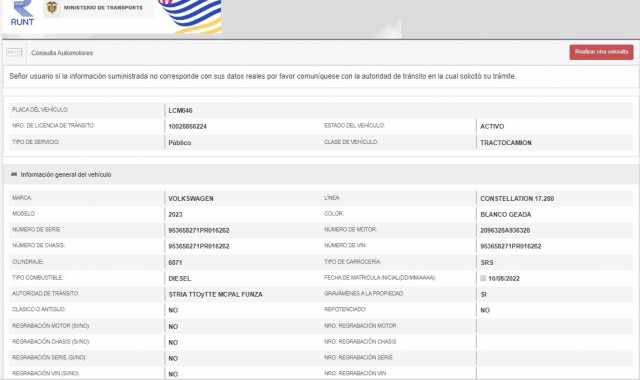 RUNT
MINISTERIO DE TRANSPORTE
Consulta Automotores
Realizar otra consulta
Señor usuario si la información suministrada no corresponde con sus datos reales por favor comuníquese con la autoridad de tránsito en la cual solicitó su trámite.
PLACA DEL VEHÍCULO: LCM646
NRO. DE LICENCIA DE TRÁNSITO: 10026666224 ESTADO DEL VEHÍCULO: ACTIVO
TIPO DE SERVICIO: Público CLASE DE VEHÍCULO: TRACTOCAMION
Información general del vehículo
MARCA: VOLKSWAGEN LÍNEA: CONSTELLATION 17.280
MODELO: 2023 COLOR: BLANCO GEADA
NÚMERO DE SERIE: 953658271PR016262 NÚMERO DE MOTOR: 2096328A936328
NÚMERO DE CHASIS: 953658271PR016262 NÚMERO DE VIN: 953658271PR016262
CILINDRAJE: 6871 TIPO DE CARROCERÍA: SRS
TIPO COMBUSTIBLE: DIESEL FECHA DE MATRICULA INICIAL(DD/MM/AAAA): 10/08/2022
AUTORIDAD DE TRÁNSITO: STRIA TTOyTTE MCPAL FUNZA GRAVÁMENES A LA PROPIEDAD: SI
CLÁSICO O ANTIGUO: NO REPOTENCIADO: NO
REGRABACIÓN MOTOR (SI/NO): NO NRO. REGRABACIÓN MOTOR
REGRABACIÓN CHASIS (SI/NO): NO NRO. REGRABACIÓN CHASIS
REGRABACIÓN SERIE (SI/NO): NO NRO. REGRABACIÓN SERIE
REGRABACIÓN VIN (SI/NO): NO NRO. REGRABACIÓN VIN